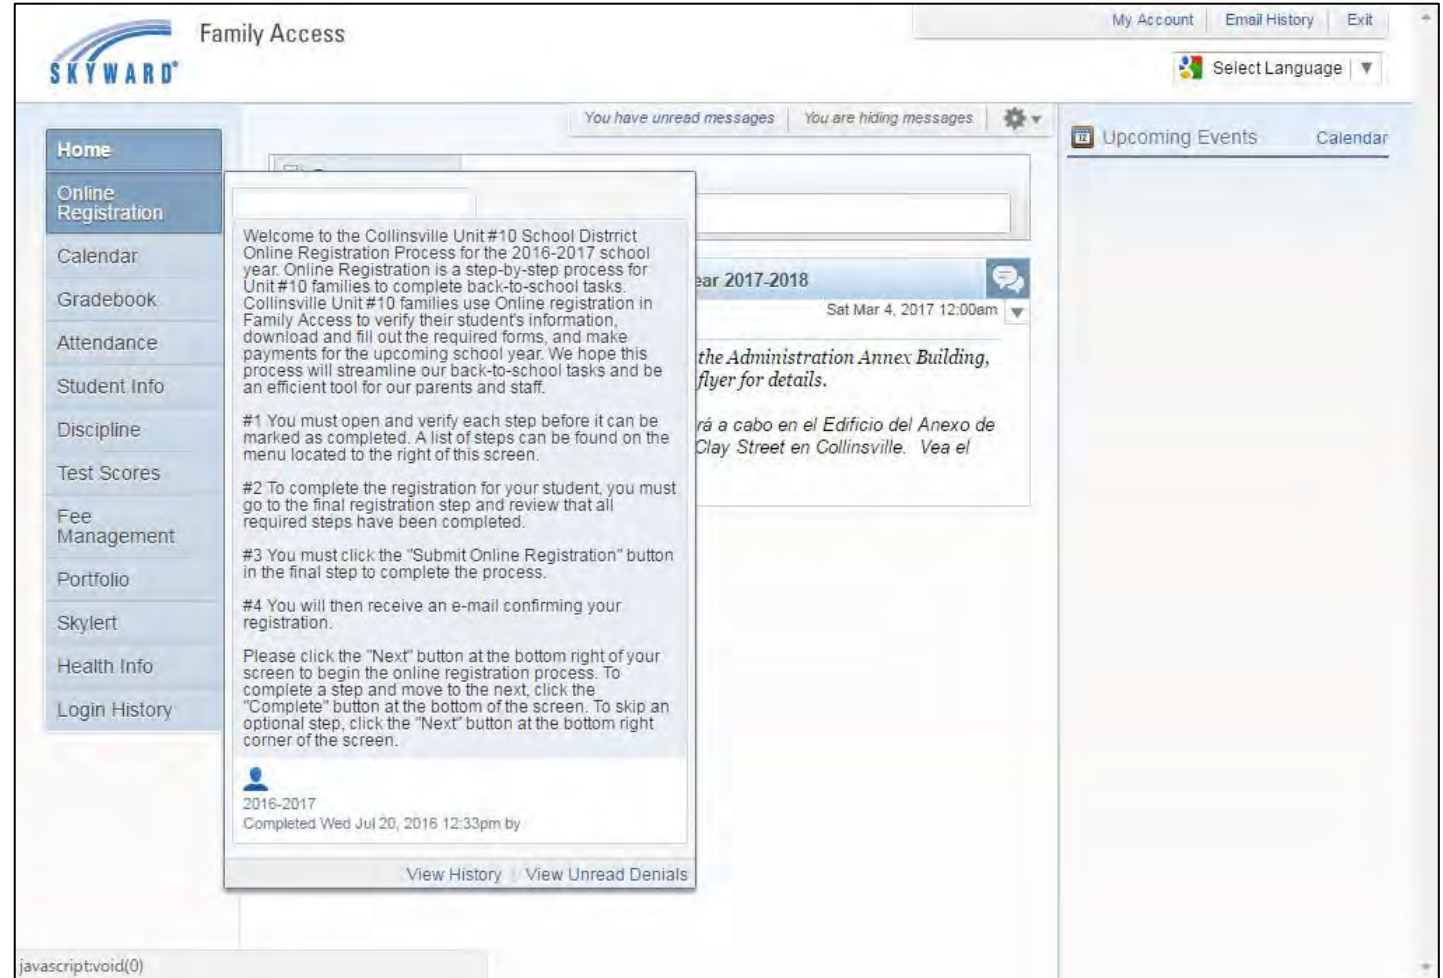 SKYWARD®
Family Access
My Account
Email History
Exit
Select Language
You have unread messages
You are hiding messages
Upcoming Events
Calendar
Home
Online
Registration
Calendar
Gradebook
Attendance
Student Info
Discipline
Test Scores
Fee
Management
Portfolio
Skylert
Health Info
Login History
Welcome to the Collinsville Unit #10 School Distrrict
Online Registration Process for the 2016-2017 school
year. Online Registration is a step-by-step process for
Unit #10 families to complete back-to-school tasks.
Collinsville Unit #10 families use Online registration in
Family Access to verify their student's information,
download and fill out the required forms, and make
payments for the upcoming school year. We hope this
process will streamline our back-to-school tasks and be
an efficient tool for our parents and staff.
#1 You must open and verify each step before it can be
marked as completed. A list of steps can be found on the
menu located to the right of this screen.
#2 To complete the registration for your student, you must
go to the final registration step and review that all
required steps have been completed.
#3 You must click the "Submit Online Registration" button
in the final step to complete the process.
#4 You will then receive an e-mail confirming your
registration.
Please click the "Next" button at the bottom right of your
screen to begin the online registration process. To
complete a step and move to the next, click the
"Complete" button at the bottom of the screen. To skip an
optional step, click the "Next" button at the bottom right
corner of the screen.
2016-2017
Completed Wed Jul 20, 2016 12:33pm by
View History
View Unread Denials
ear 2017-2018
Sat Mar 4, 2017 12:00am
the Administration Annex Building,
flyer for details.
rá a cabo en el Edificio del Anexo de
Clay Street en Collinsville. Vea el
javascript:void(0)